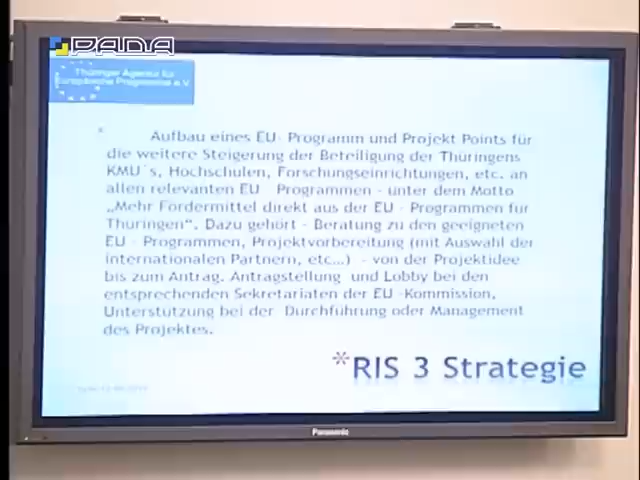 PADA
Thüringer Agentur für
Europäische Programme e.V.
* Aufbau eines EU- Programm und Projekt Points für
die weitere Steigerung der Beteiligung der Thüringens
KMU´s, Hochschulen, Forschungseinrichtungen, etc. an
allen relevanten EU - Programmen - unter dem Motto
„Mehr Fördermittel direkt aus der EU - Programmen für
Thüringen“. Dazu gehört - Beratung zu den geeigneten
EU - Programmen, Projektvorbereitung (mit Auswahl der
internationalen Partnern, etc…) - von der Projektidee
bis zum Antrag. Antragstellung und Lobby bei den
entsprechenden Sekretariaten der EU -Kommission,
Unterstützung bei der Durchführung oder Management
des Projektes.
*RIS 3 Strategie
Panasonic